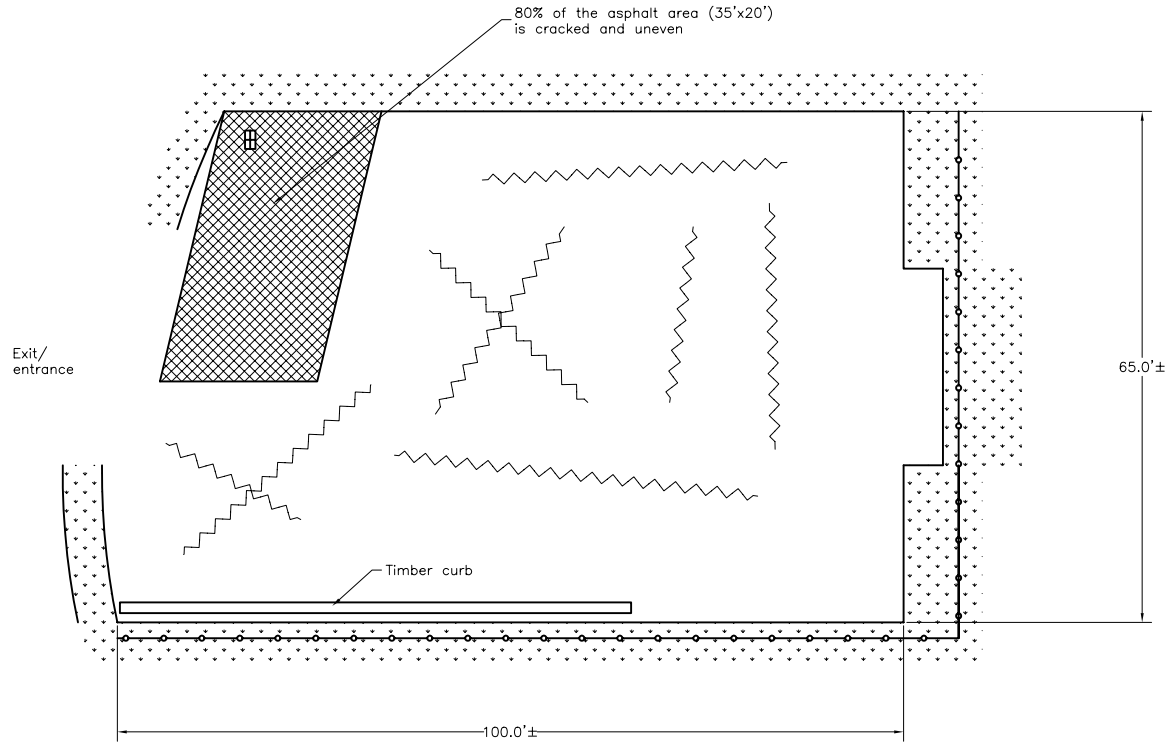 80% of the asphalt area (35'x20')
is cracked and uneven
Exit/
entrance
65.0'±
Timber curb
100.0'±